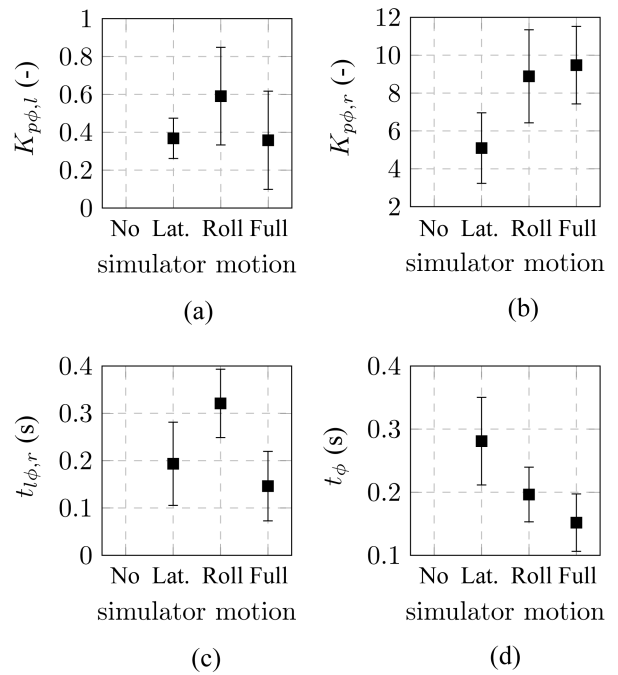 K_{pϕ,l} (-)
1
0.8
0.6
0.4
0.2
0
No Lat. Roll Full
simulator motion
(a)
K_{pϕ,r} (-)
12
10
8
6
4
2
No Lat. Roll Full
simulator motion
(b)
t_{lϕ,r} (s)
0.4
0.3
0.2
0.1
0
No Lat. Roll Full
simulator motion
(c)
t_ϕ (s)
0.4
0.3
0.2
0.1
No Lat. Roll Full
simulator motion
(d)